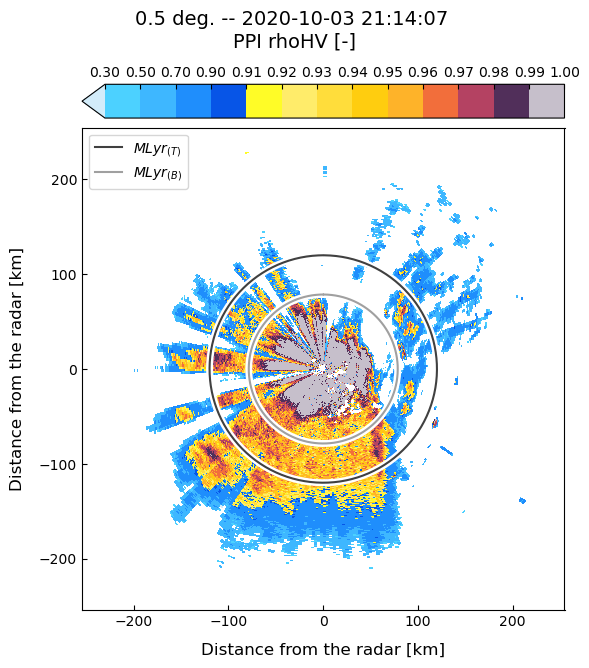 0.5 deg. -- 2020-10-03 21:14:07
PPI rhoHV [-]
0.30 0.50 0.70 0.90 0.91 0.92 0.93 0.94 0.95 0.96 0.97 0.98 0.99 1.00
MLyr(T)
MLyr(B)
200
100
0
−100
−200
Distance from the radar [km]
−200 −100 0 100 200
Distance from the radar [km]